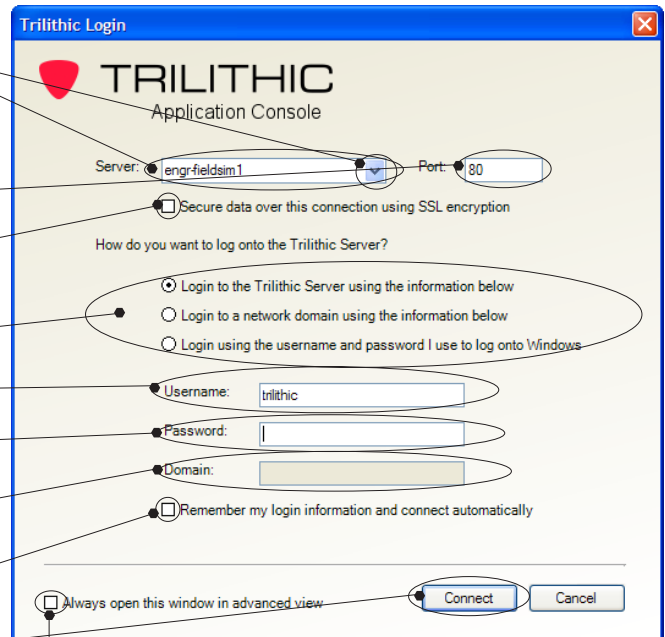 Trilithic Login
TRILITHIC
Application Console
Server: engr-fieldsim1 Port: 80
Secure data over this connection using SSL encryption
How do you want to log onto the Trilithic Server?
Login to the Trilithic Server using the information below
Login to a network domain using the information below
Login using the username and password I use to log onto Windows
Username: trilithic
Password:
Domain:
Remember my login information and connect automatically
Always open this window in advanced view Connect Cancel